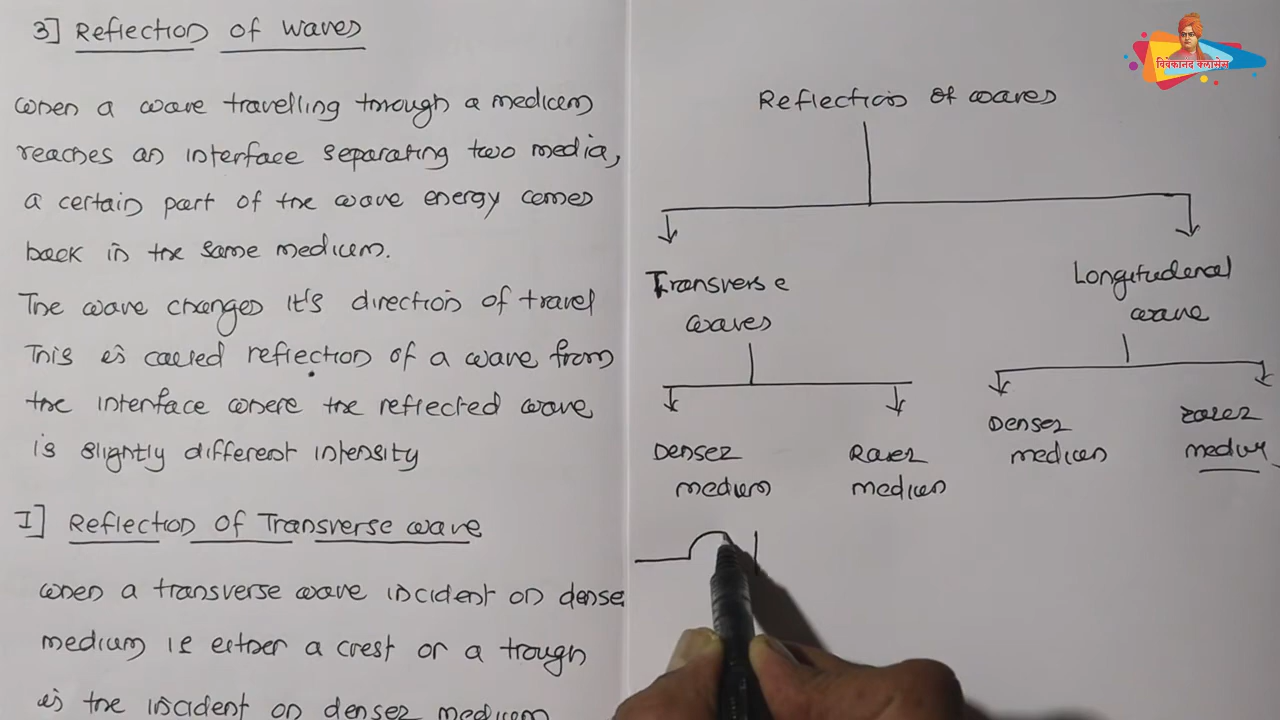 3] Reflection of waves
When a wave travelling through a medium
reaches an interface separating two media,
a certain part of the wave energy comes
back in the same medium.
The wave changes it's direction of travel
This is called reflection of a wave from
the interface where the reflected wave
is slightly different intensity
I] Reflection of Transverse wave
when a transverse wave incident on dense
medium ie either a crest or a trough
is the incident on denser medium
Reflection of waves
Transverse
waves
Longitudenal
wave
Denser
medium
Rarer
medium
Denser
medium
rarer
medium
विवेकानंद क्लासेस